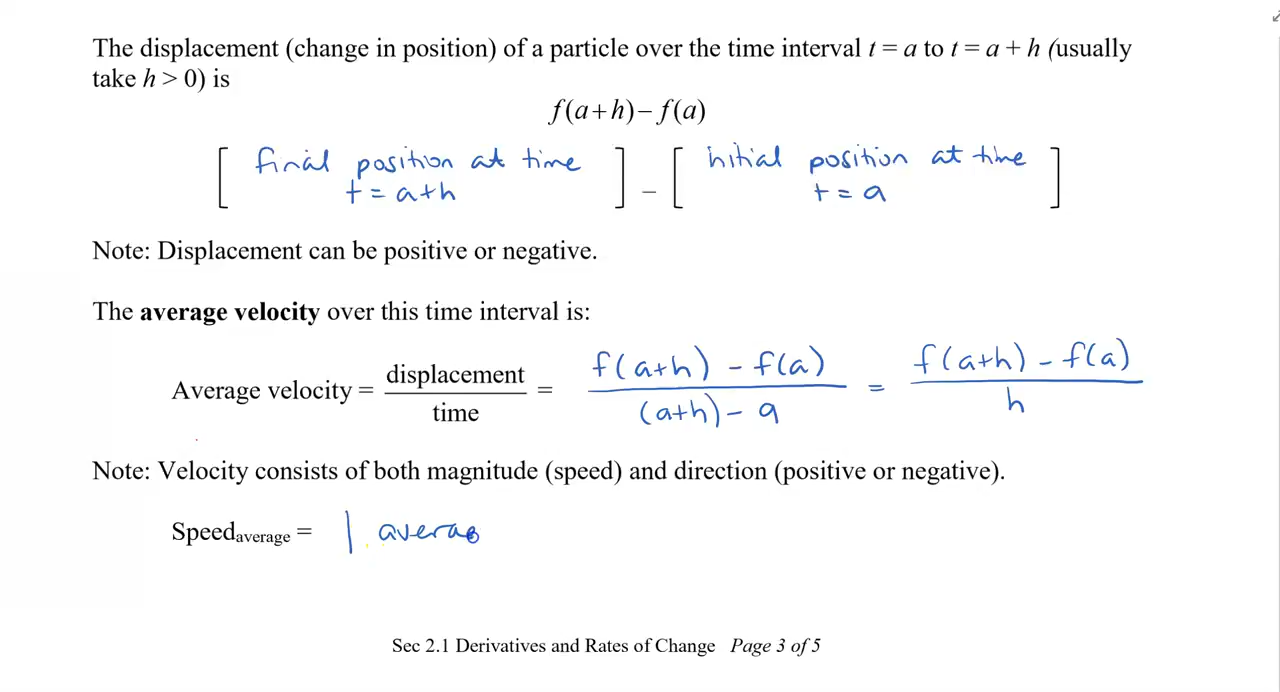 The displacement (change in position) of a particle over the time interval t = a to t = a + h (usually
take h > 0) is
f(a+h) − f(a)
[ final position at time t = a+h ] − [ initial position at time t = a ]
Note: Displacement can be positive or negative.
The average velocity over this time interval is:
Average velocity = displacement / time = f(a+h) - f(a) / (a+h) - a = f(a+h) - f(a) / h
Note: Velocity consists of both magnitude (speed) and direction (positive or negative).
Speed average = |
Sec 2.1 Derivatives and Rates of Change Page 3 of 5